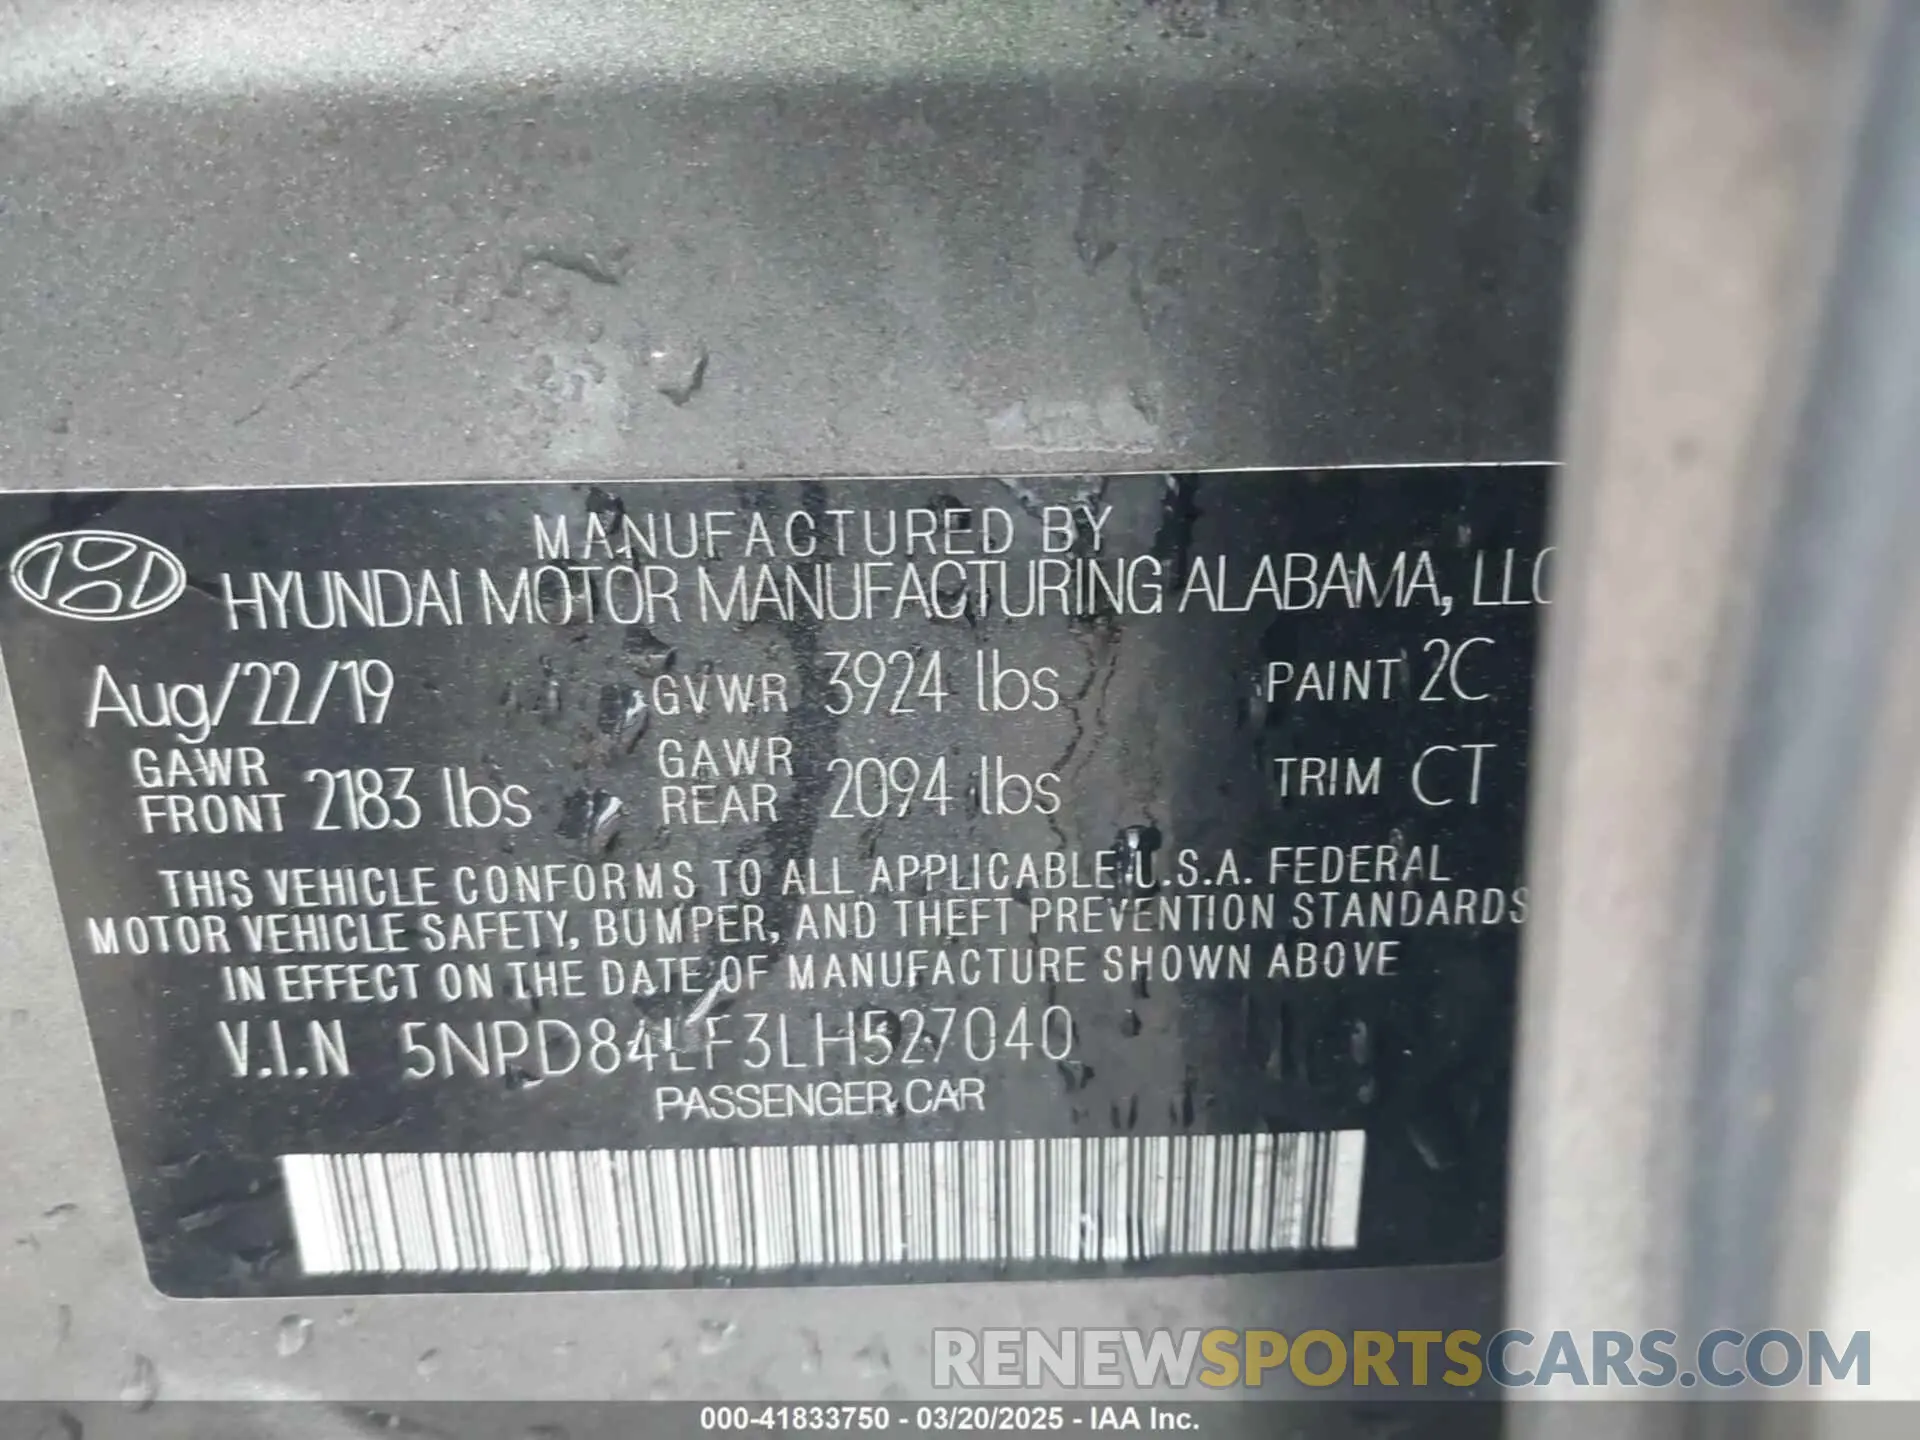 MANUFACTURED BY
HYUNDAI MOTOR MANUFACTURING ALABAMA, LLC
Aug/22/19 GVWR 3924 lbs PAINT 2C
GAWR FRONT 2183 lbs GAWR REAR 2094 lbs TRIM CT
THIS VEHICLE CONFORMS TO ALL APPLICABLE U.S.A. FEDERAL
MOTOR VEHICLE SAFETY, BUMPER, AND THEFT PREVENTION STANDARDS
IN EFFECT ON THE DATE OF MANUFACTURE SHOWN ABOVE
V.I.N 5NPD84LF3LH527040
PASSENGER CAR
RENEWSPORTSCARS.COM
000-41833750 - 03/20/2025 - IAA Inc.